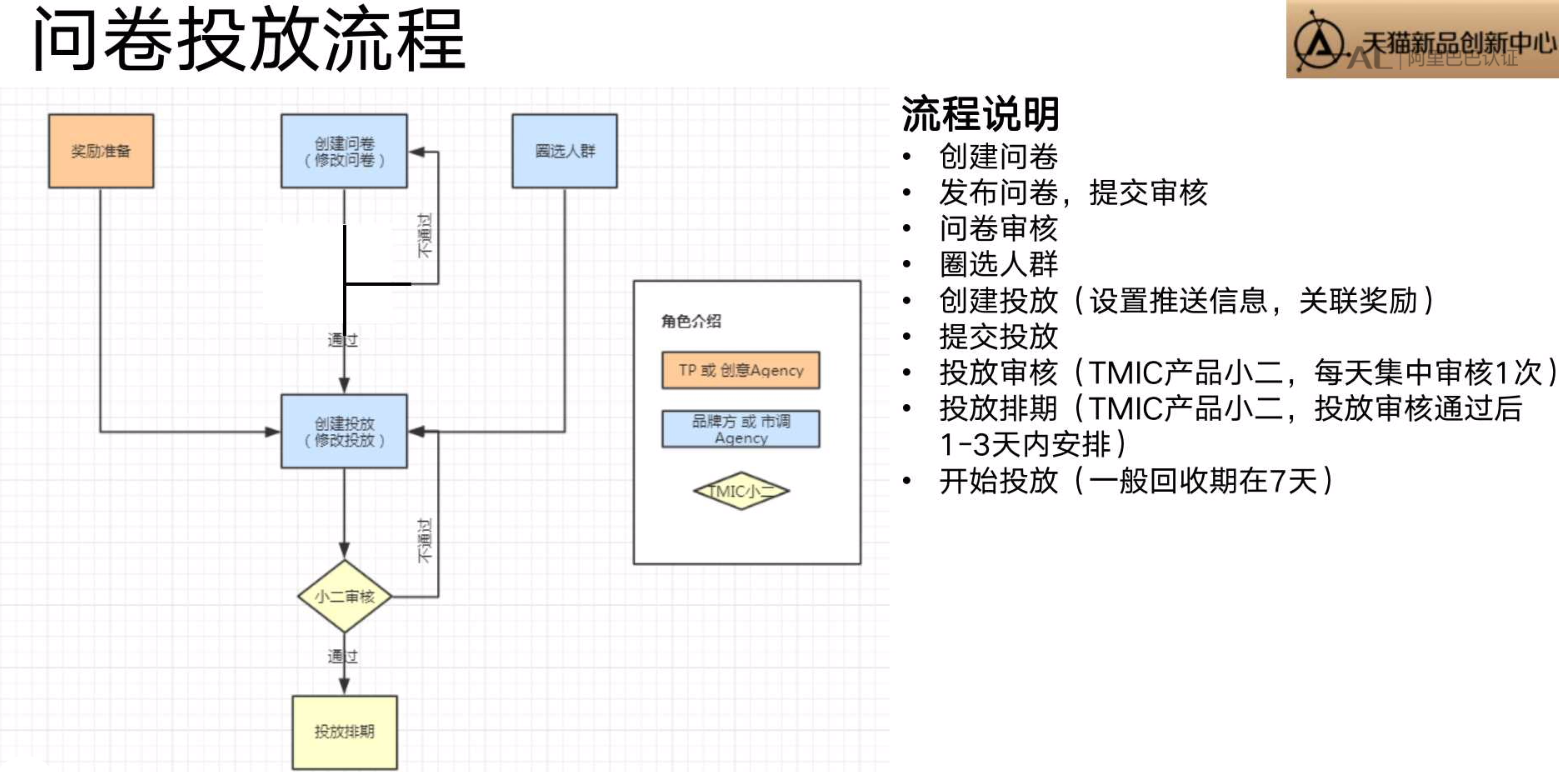 问卷投放流程
天猫新品创新中心
阿里巴巴认证
奖励准备
创建问卷
（修改问卷）
圈选人群
不通过
通过
创建投放
（修改投放）
不通过
小二审核
通过
投放排期
角色介绍
TP 或 创意Agency
品牌方 或 市调
Agency
TMIC小二
流程说明
• 创建问卷
• 发布问卷，提交审核
• 问卷审核
• 圈选人群
• 创建投放（设置推送信息，关联奖励）
• 提交投放
• 投放审核（TMIC产品小二，每天集中审核1次）
• 投放排期（TMIC产品小二，投放审核通过后
1-3天内安排）
• 开始投放（一般回收期在7天）